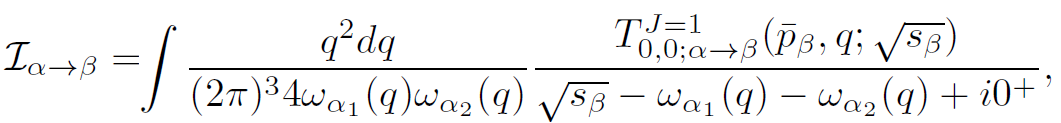 $$\mathcal{I}_{\alpha\to\beta} = \int \frac{q^2 dq}{(2\pi)^3 4\omega_{\alpha_1}(q)\omega_{\alpha_2}(q)} \frac{T^{J=1}_{0,0;\alpha\to\beta}(\bar{p}_\beta, q; \sqrt{s_\beta})}{\sqrt{s_\beta} - \omega_{\alpha_1}(q) - \omega_{\alpha_2}(q) + i0^+},$$